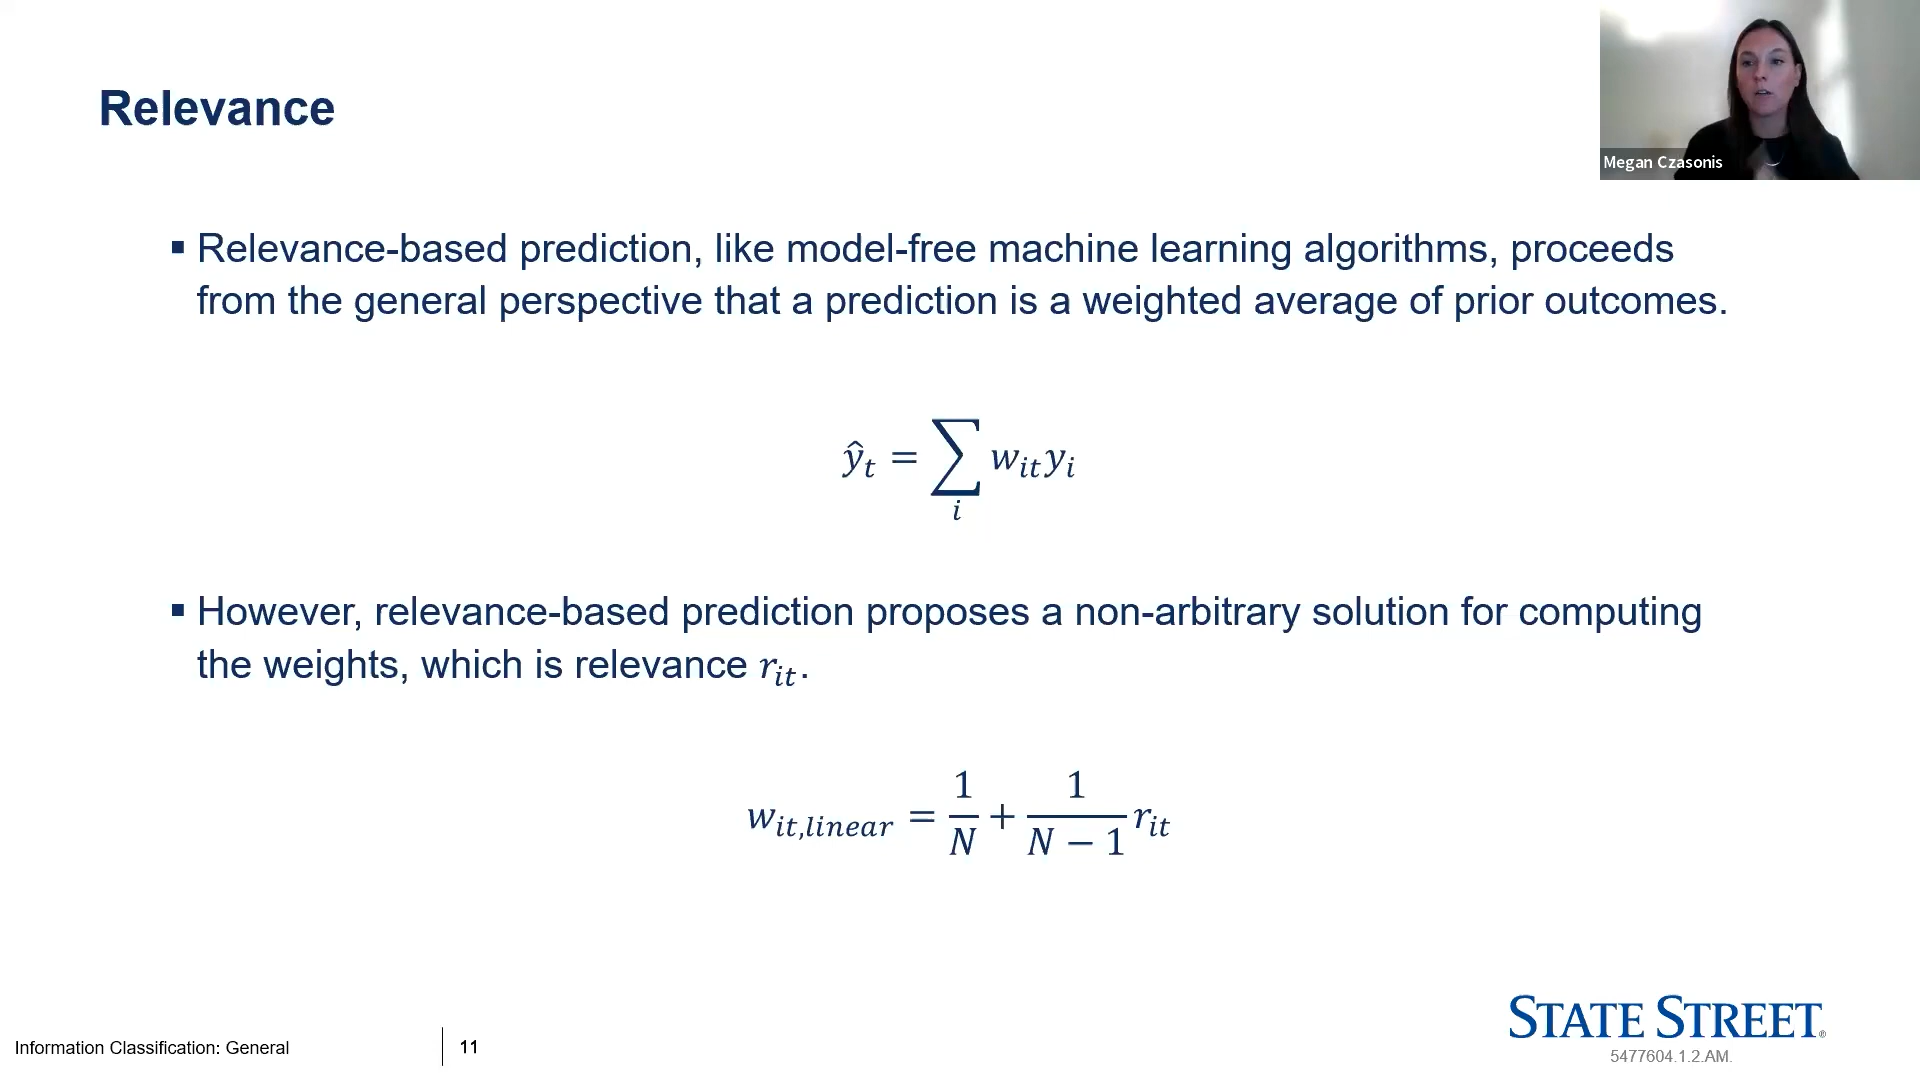 Relevance
Megan Czasonis
▪ Relevance-based prediction, like model-free machine learning algorithms, proceeds
from the general perspective that a prediction is a weighted average of prior outcomes.
ŷ_t = ∑_i w_it y_i
▪ However, relevance-based prediction proposes a non-arbitrary solution for computing
the weights, which is relevance r_it.
w_it,linear = 1/N + 1/(N − 1) r_it
STATE STREET®
Information Classification: General
11
5477604.1.2.AM.